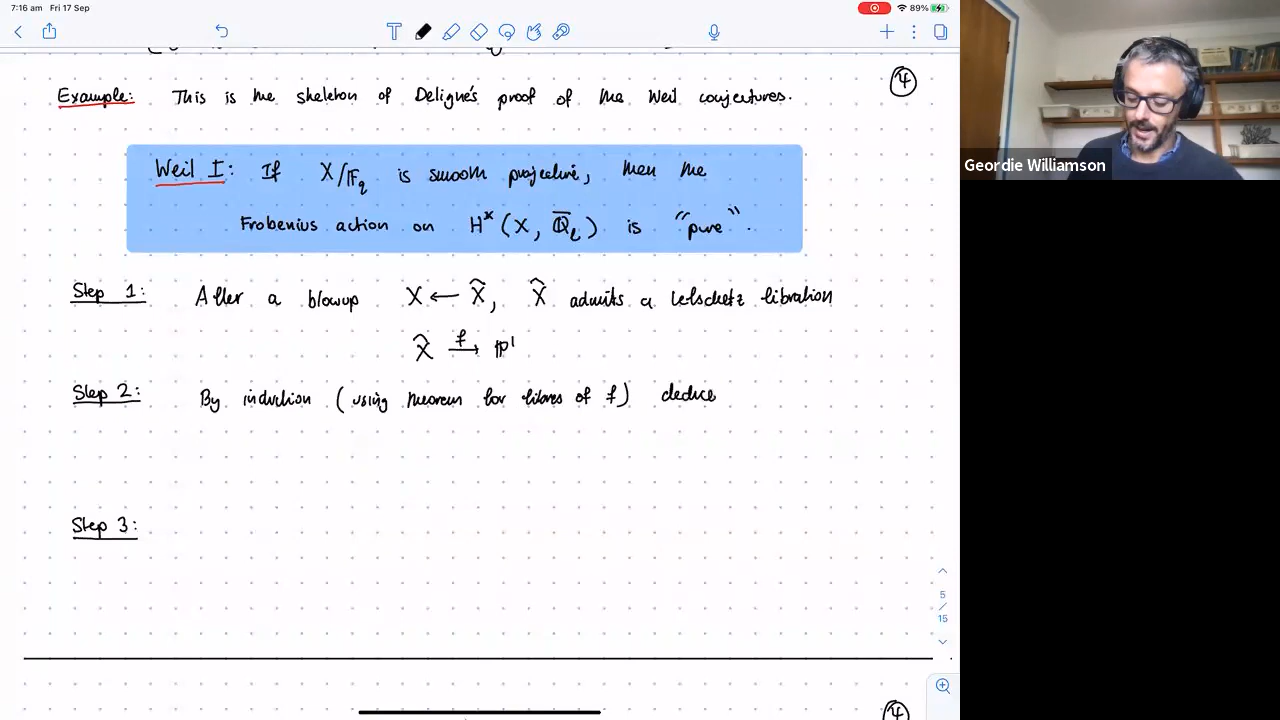 7:16 am Fri 17 Sep
89%
Example: This is the skeleton of Deligne's proof of the Weil conjectures.
4
Weil I: If X/𝔽_q is smooth projective, then the
Frobenius action on H*(X, ℚ̅_ℓ) is "pure".
Geordie Williamson
Step 1: After a blowup X ← X̂, X̂ admits a Lefschetz fibration
X̂ →^f ℙ¹
Step 2: By induction (using theorem for fibres of f) deduce
Step 3:
5
/
15
4